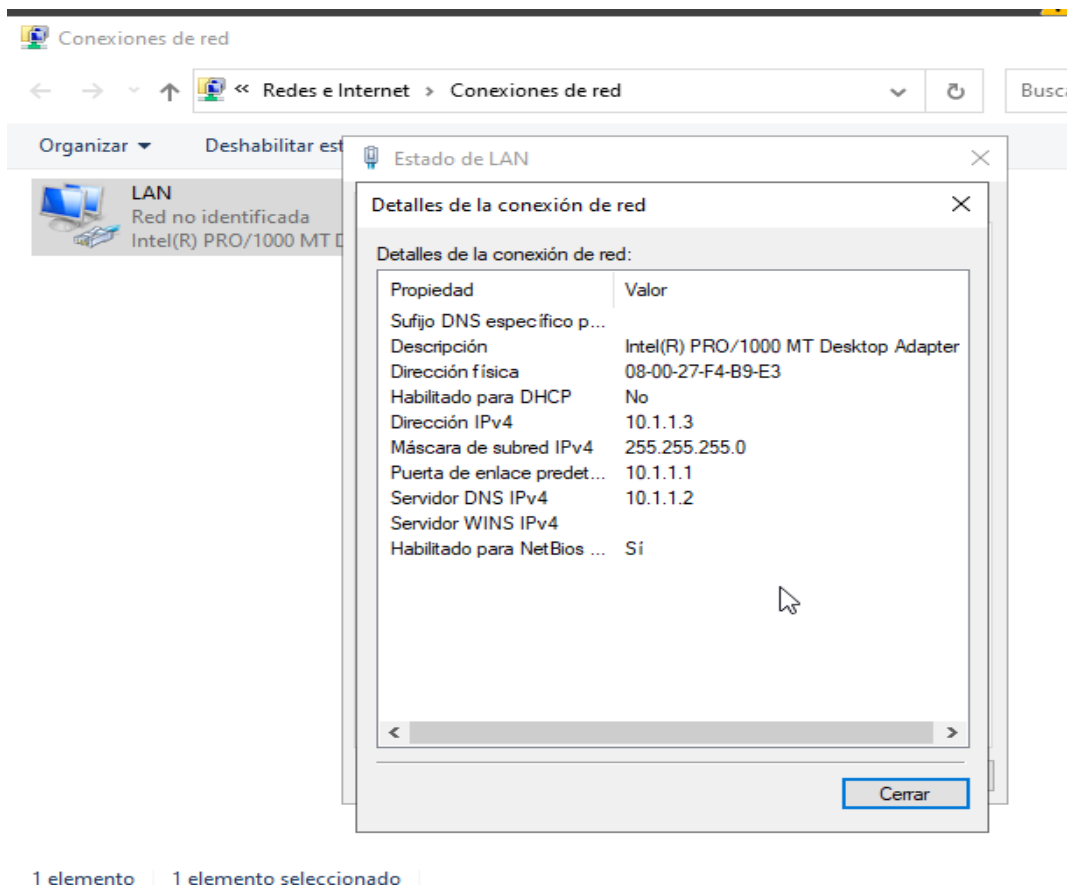 Conexiones de red
« Redes e Internet › Conexiones de red
Busca
Organizar
Deshabilitar est
Estado de LAN
LAN
Red no identificada
Intel(R) PRO/1000 MT D
Detalles de la conexión de red
Detalles de la conexión de red:
Propiedad Valor
Sufijo DNS específico p...
Descripción Intel(R) PRO/1000 MT Desktop Adapter
Dirección física 08-00-27-F4-B9-E3
Habilitado para DHCP No
Dirección IPv4 10.1.1.3
Máscara de subred IPv4 255.255.255.0
Puerta de enlace predet... 10.1.1.1
Servidor DNS IPv4 10.1.1.2
Servidor WINS IPv4
Habilitado para NetBios ... Sí
Cerrar
1 elemento 1 elemento seleccionado